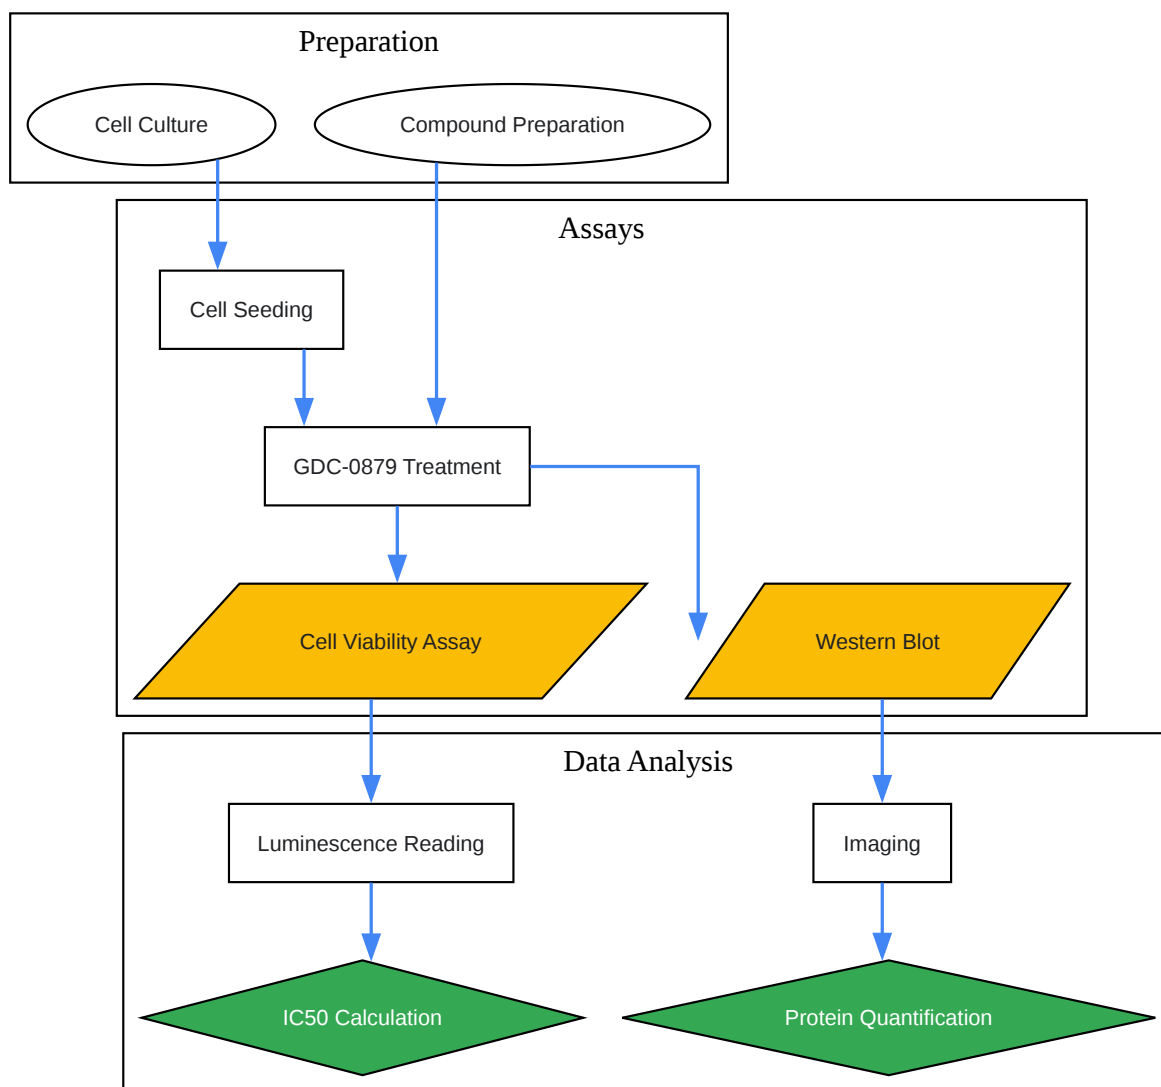 Preparation
Cell Culture
Compound Preparation
Assays
Cell Seeding
GDC-0879 Treatment
Cell Viability Assay
Western Blot
Data Analysis
Luminescence Reading
Imaging
IC50 Calculation
Protein Quantification